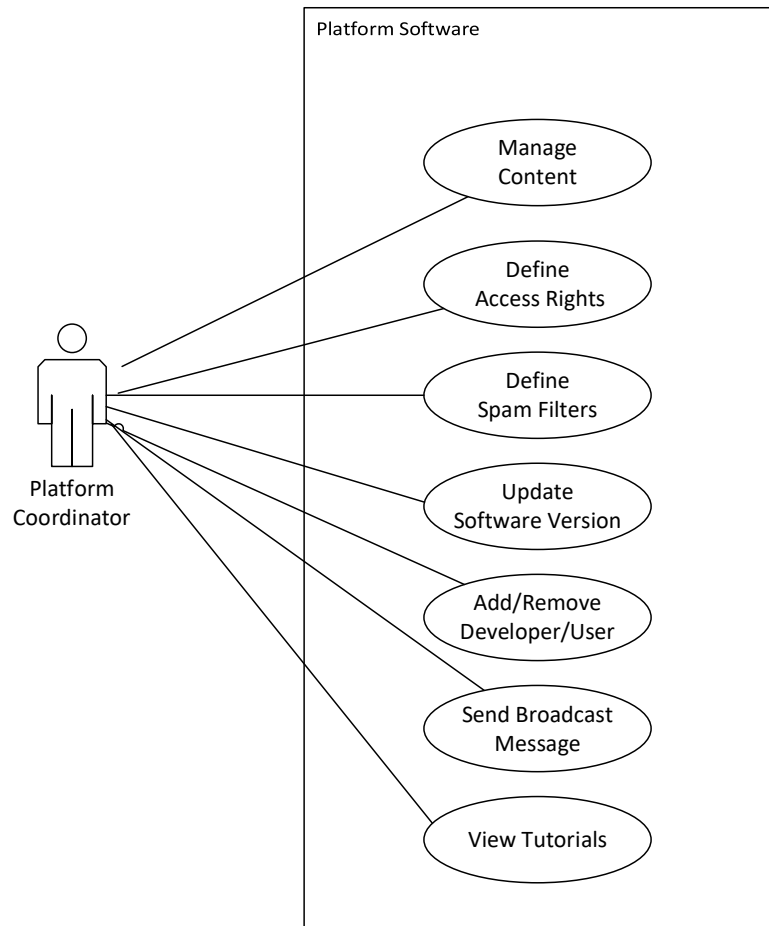 Platform Software
Manage
Content
Define
Access Rights
Define
Spam Filters
Update
Software Version
Platform
Coordinator
Add/Remove
Developer/User
Send Broadcast
Message
View Tutorials